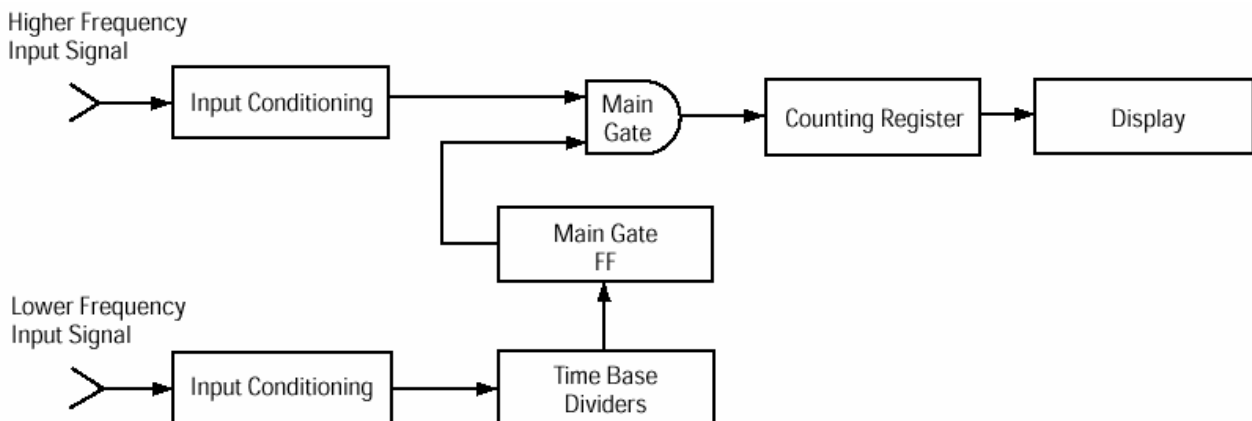 Higher Frequency
Input Signal
Input Conditioning
Main
Gate
Counting Register
Display
Main Gate
FF
Lower Frequency
Input Signal
Input Conditioning
Time Base
Dividers